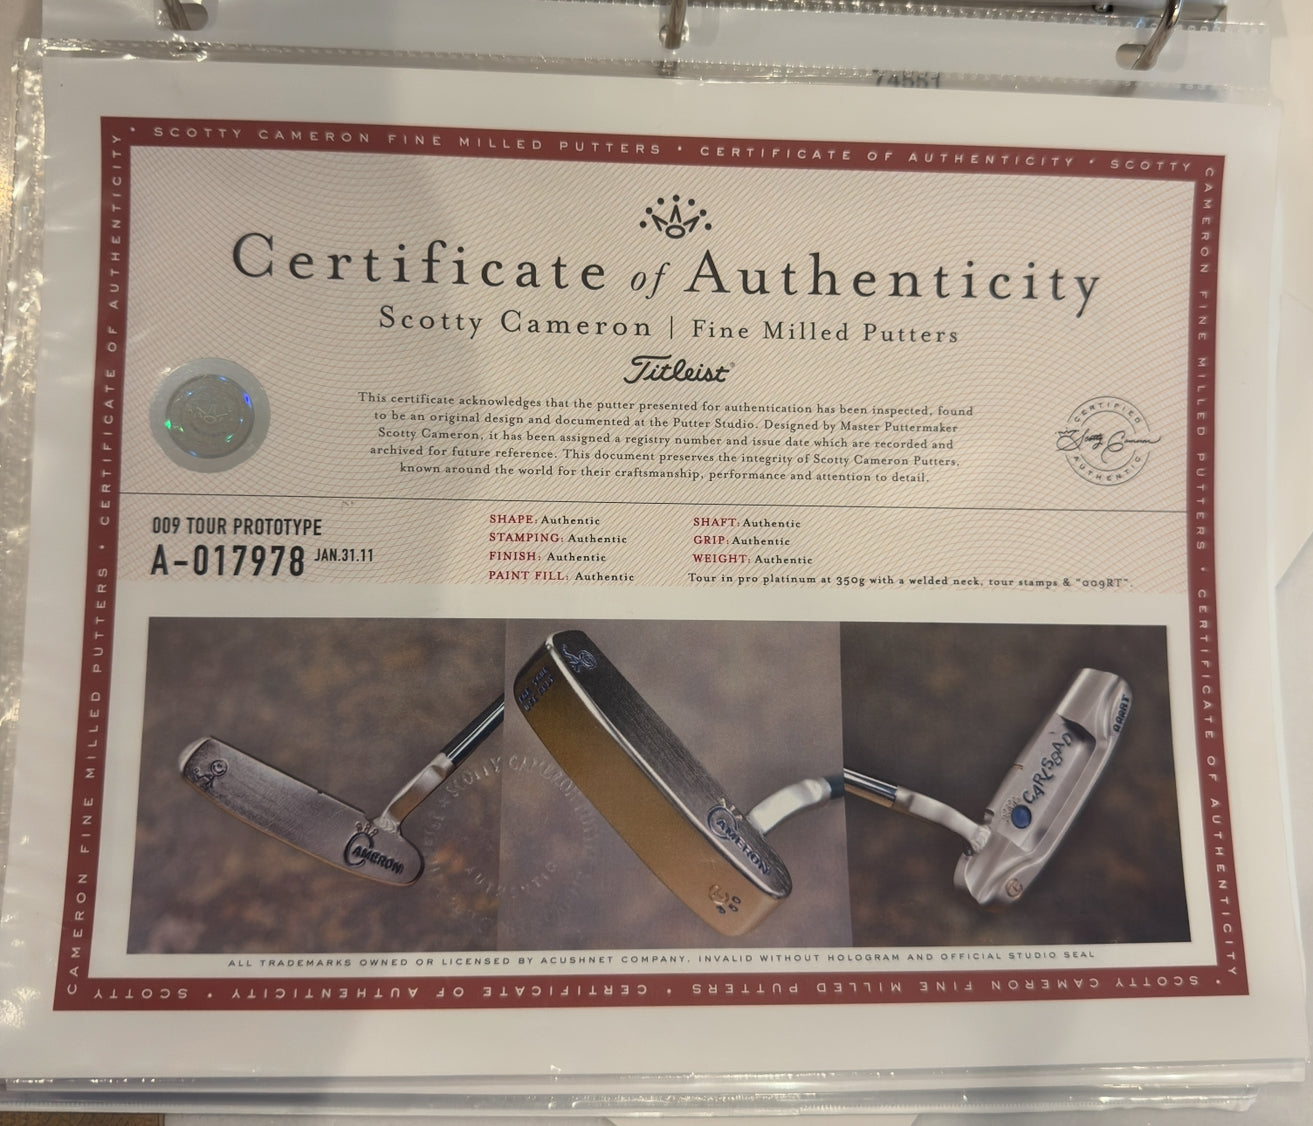 74551
SCOTTY CAMERON FINE MILLED PUTTERS • CERTIFICATE OF AUTHENTICITY • SCOTTY
CAMERON FINE MILLED PUTTERS • CERTIFICATE OF AUTHENTICITY
CAMERON FINE MILLED PUTTERS • CERTIFICATE OF AUTHENTICITY •
Certificate of Authenticity
Scotty Cameron | Fine Milled Putters
Titleist®
This certificate acknowledges that the putter presented for authentication has been inspected, found
to be an original design and documented at the Putter Studio. Designed by Master Puttermaker
Scotty Cameron, it has been assigned a registry number and issue date which are recorded and
archived for future reference. This document preserves the integrity of Scotty Cameron Putters,
known around the world for their craftsmanship, performance and attention to detail.
CERTIFIED
Scotty Cameron
AUTHENTIC
009 TOUR PROTOTYPE
A-017978 JAN.31.11
SHAPE: Authentic
STAMPING: Authentic
FINISH: Authentic
PAINT FILL: Authentic
SHAFT: Authentic
GRIP: Authentic
WEIGHT: Authentic
Tour in pro platinum at 350g with a welded neck, tour stamps & "009RT".
CAMERON
SCOTTY CAMERON
AUTHENTIC
CAMERON
350
CARLSBAD
009RT
ALL TRADEMARKS OWNED OR LICENSED BY ACUSHNET COMPANY. INVALID WITHOUT HOLOGRAM AND OFFICIAL STUDIO SEAL
SCOTTY CAMERON FINE MILLED PUTTERS • CERTIFICATE OF AUTHENTICITY • SCOTTY